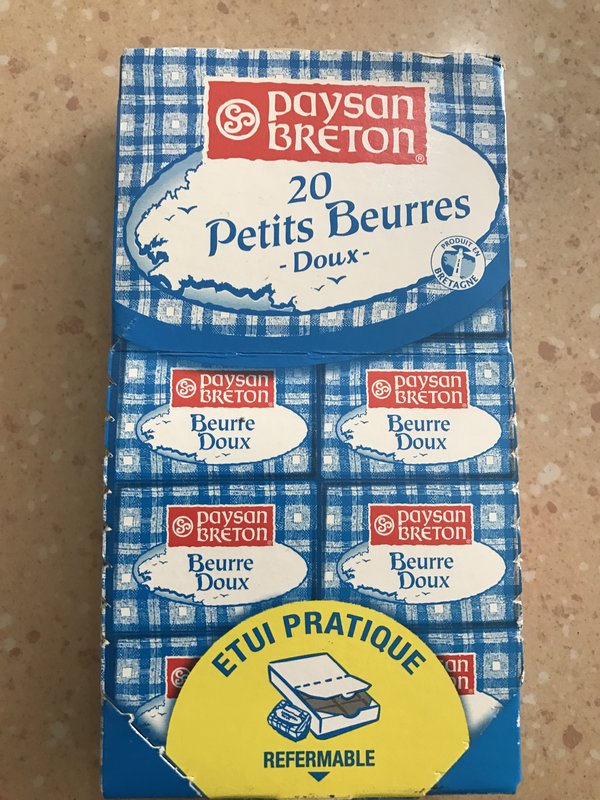 paysan
BRETON®
20
Petits Beurres
- Doux -
PRODUIT EN
BRETAGNE
paysan
BRETON
Beurre
Doux
paysan
BRETON
Beurre
Doux
paysan
BRETON
Beurre
Doux
paysan
BRETON
Beurre
Doux
ETUI PRATIQUE
REFERMABLE